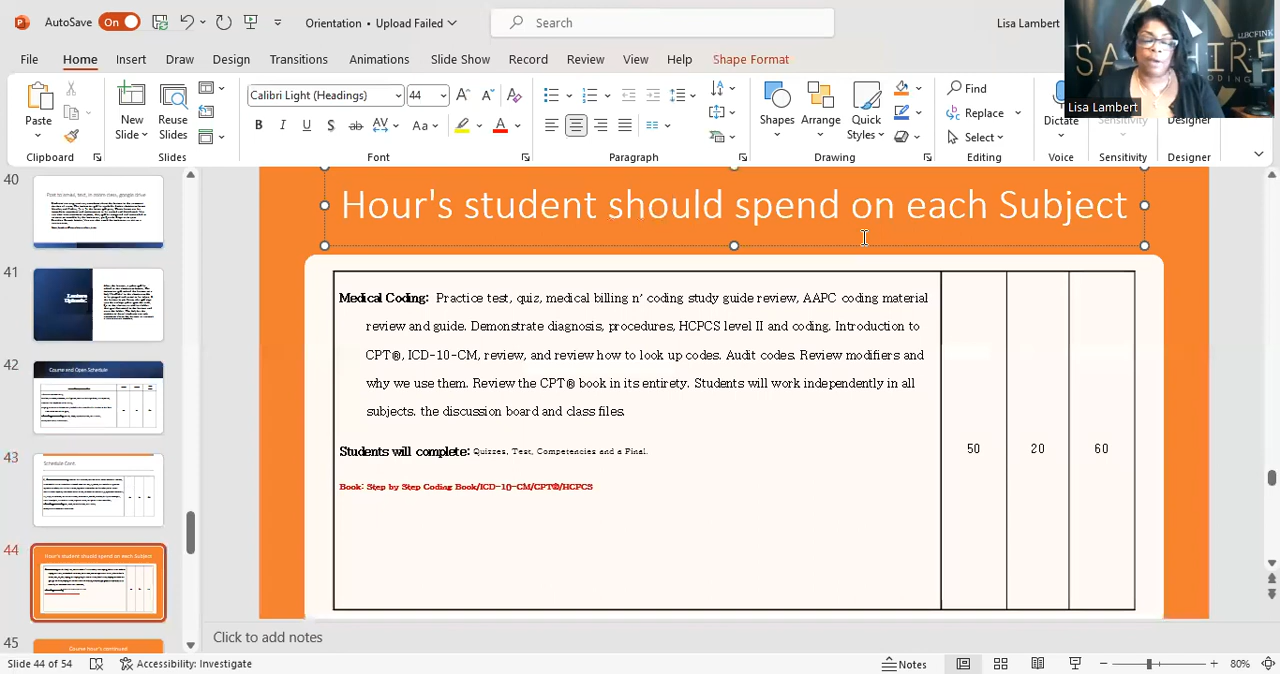 AutoSave On Orientation • Upload Failed Search Lisa Lambert
File Home Insert Draw Design Transitions Animations Slide Show Record Review View Help Shape Format
LLBCFINK
Lisa Lambert
Paste
New
Slide
Reuse
Slides
Calibri Light (Headings) 44
Shapes
Arrange
Quick
Styles
Find
Replace
Select
Dictate
Sensitivity
Designer
Clipboard Slides Font Paragraph Drawing Editing Voice Sensitivity Designer
40
41
42
Course and Open Schedule
43
Schedule Cont.
44
Hour's student should spend on each Subject
45
Course Hour's continued
Hour's student should spend on each Subject
Medical Coding: Practice test, quiz, medical billing n' coding study guide review, AAPC coding material
review and guide. Demonstrate diagnosis, procedures, HCPCS level II and coding. Introduction to
CPT®, ICD-10-CM, review, and review how to look up codes. Audit codes. Review modifiers and
why we use them. Review the CPT® book in its entirety. Students will work independently in all
subjects. the discussion board and class files.
Students will complete: Quizzes, Test, Competencies and a Final.
50 20 60
Book: Step by Step Coding Book/ICD-10-CM/CPT®/HCPCS
Click to add notes
Slide 44 of 54 Accessibility: Investigate Notes 80%